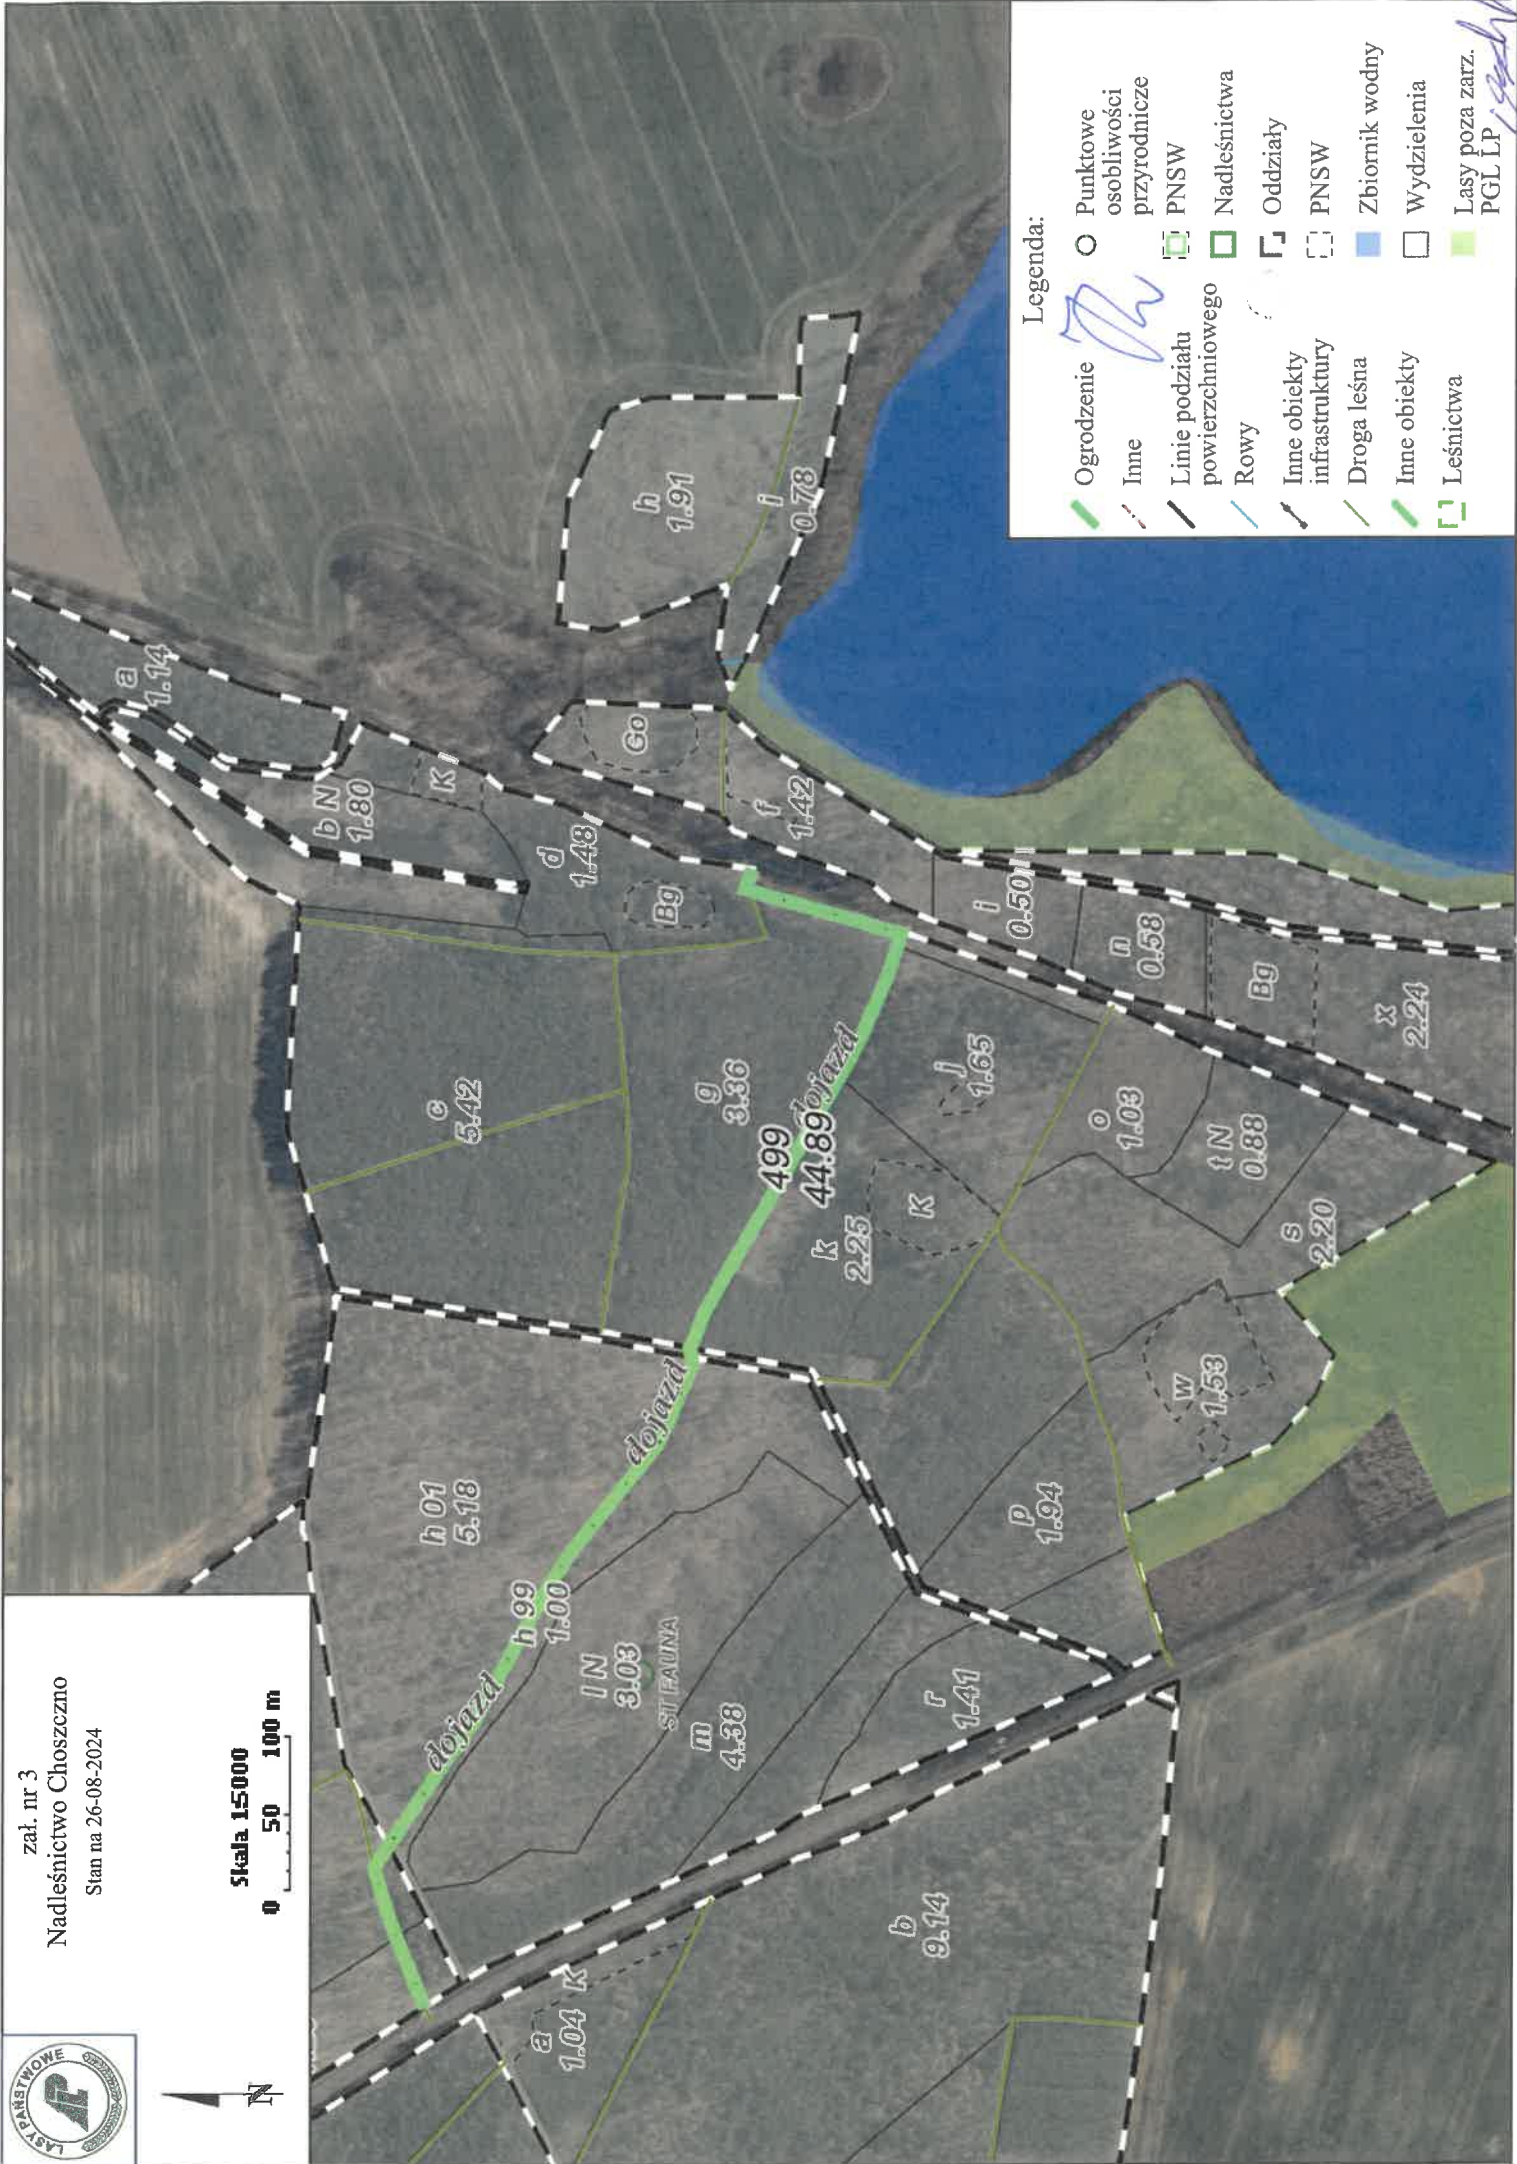 LASY PAŃSTWOWE
zał. nr 3
Nadleśnictwo Choszczno
Stan na 26-08-2024
N
Skala 1:5000
0 50 100 m
a
1.14
b N
1.80
K
d
1.48
Bg
Go
f
1.42
h
1.91
i
0.78
i
0.50
n
0.58
Bg
x
2.24
c
5.42
g
3.36
dojazd
499
44.89
j
1.65
k
2.25
K
o
1.03
t N
0.88
s
2.20
w
1.53
h 01
5.18
dojazd
h 99
1.00
dojazd
l N
3.03
ST FAUNA
m
4.38
p
1.94
r
1.41
a
1.04
K
b
9.14
Legenda:
Ogrodzenie
Inne
Linie podziału
powierzchniowego
Rowy
Inne obiekty
infrastruktury
Droga leśna
Inne obiekty
Leśnictwa
Punktowe
osobliwości
przyrodnicze
PNSW
Nadleśnictwa
Oddziały
PNSW
Zbiornik wodny
Wydzielenia
Lasy poza zarz.
PGL LP